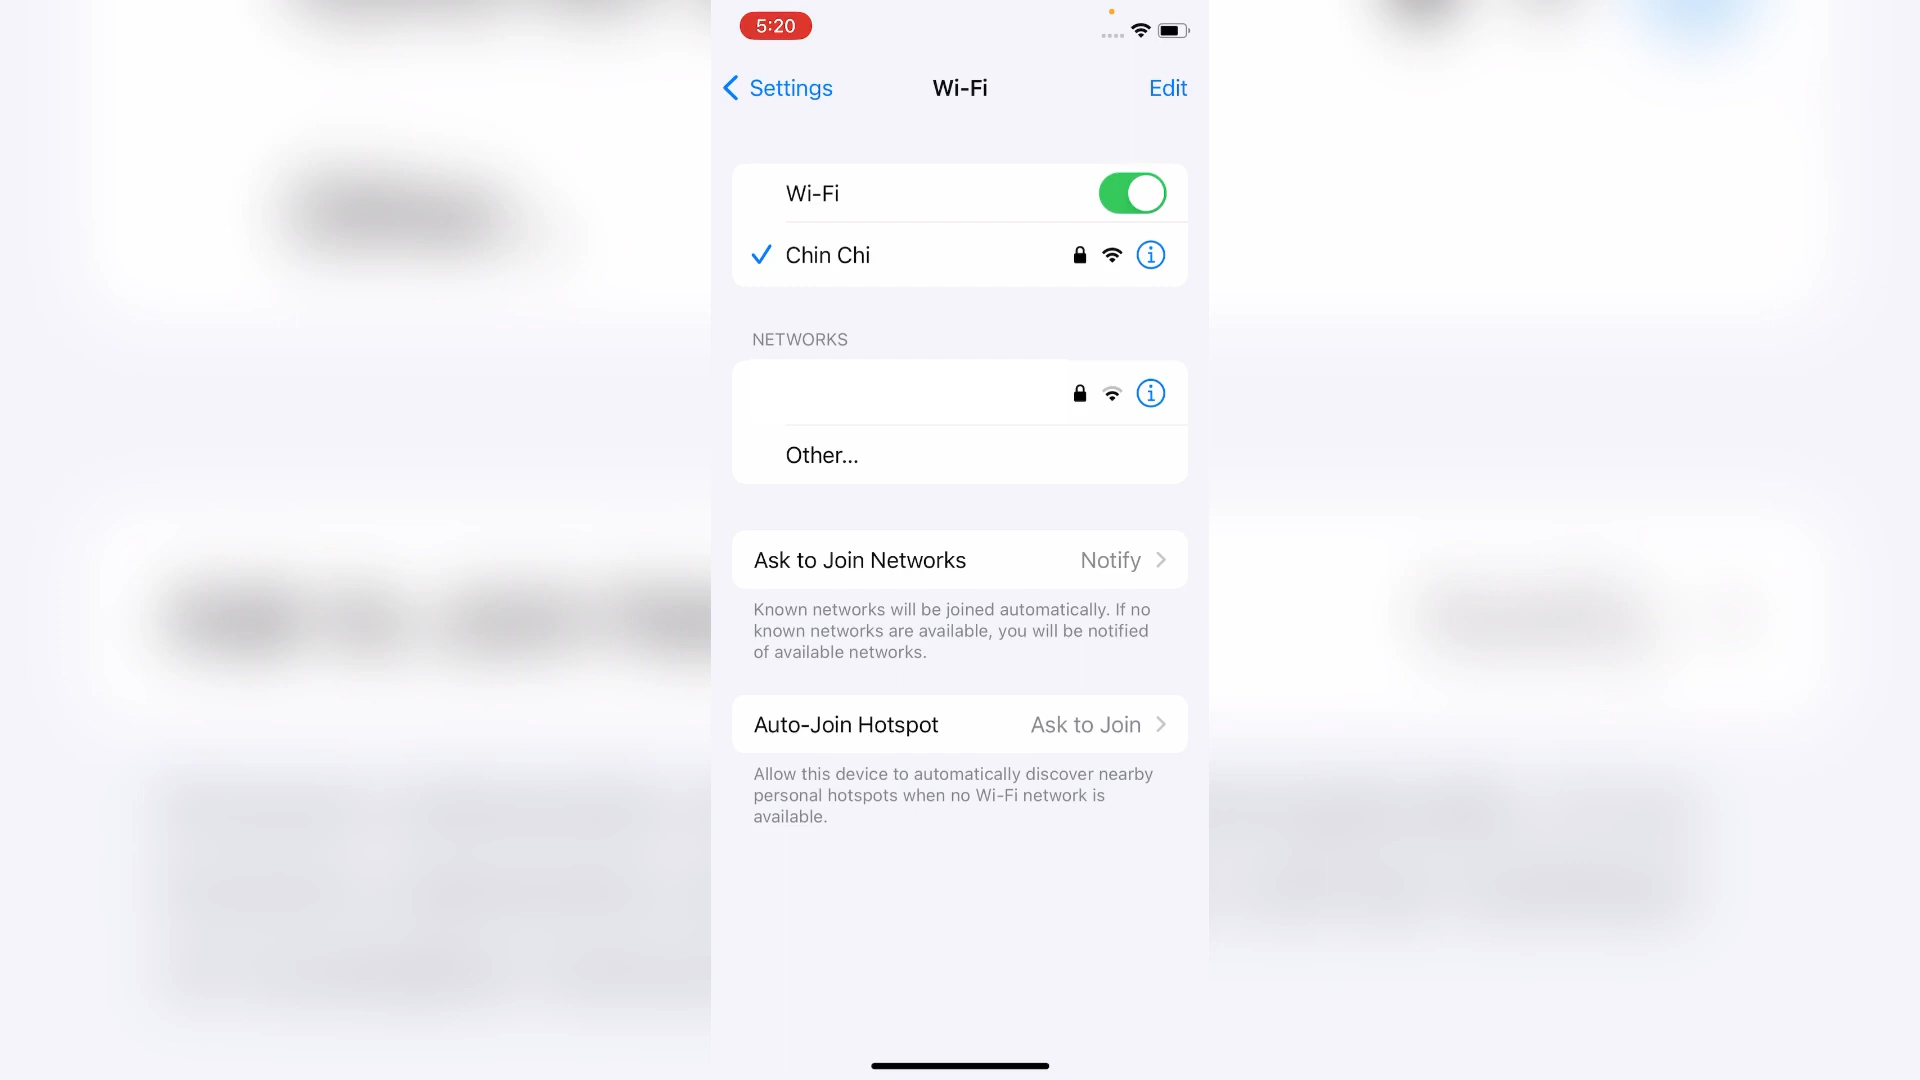 5:20
Settings
Wi-Fi
Edit
Wi-Fi
Chin Chi
NETWORKS
Other...
Ask to Join Networks
Notify
Known networks will be joined automatically. If no
known networks are available, you will be notified
of available networks.
Auto-Join Hotspot
Ask to Join
Allow this device to automatically discover nearby
personal hotspots when no Wi-Fi network is
available.